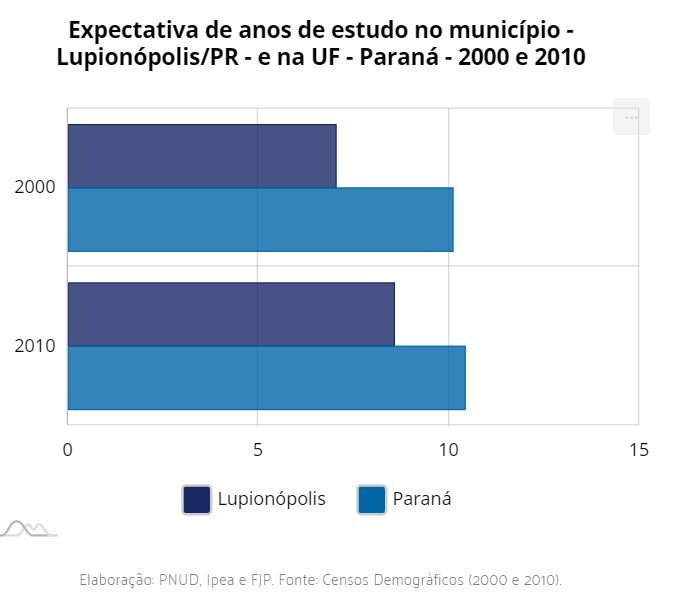 Expectativa de anos de estudo no município -
Lupionópolis/PR - e na UF - Paraná - 2000 e 2010
...
2000
2010
0 5 10 15
Lupionópolis Paraná
Elaboração: PNUD, Ipea e FJP. Fonte: Censos Demográficos (2000 e 2010).